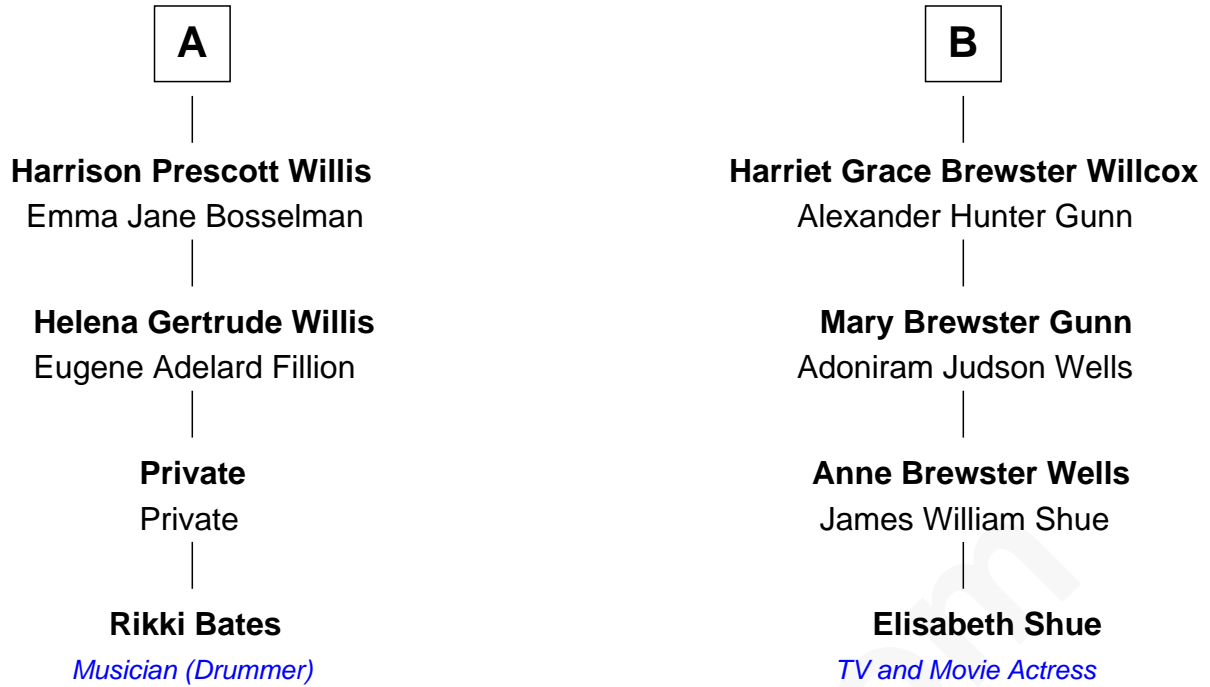 A
Harrison Prescott Willis
Emma Jane Bosselman
Helena Gertrude Willis
Eugene Adelard Fillion
Private
Private
Rikki Bates
Musician (Drummer)
B
Harriet Grace Brewster Willcox
Alexander Hunter Gunn
Mary Brewster Gunn
Adoniram Judson Wells
Anne Brewster Wells
James William Shue
Elisabeth Shue
TV and Movie Actress